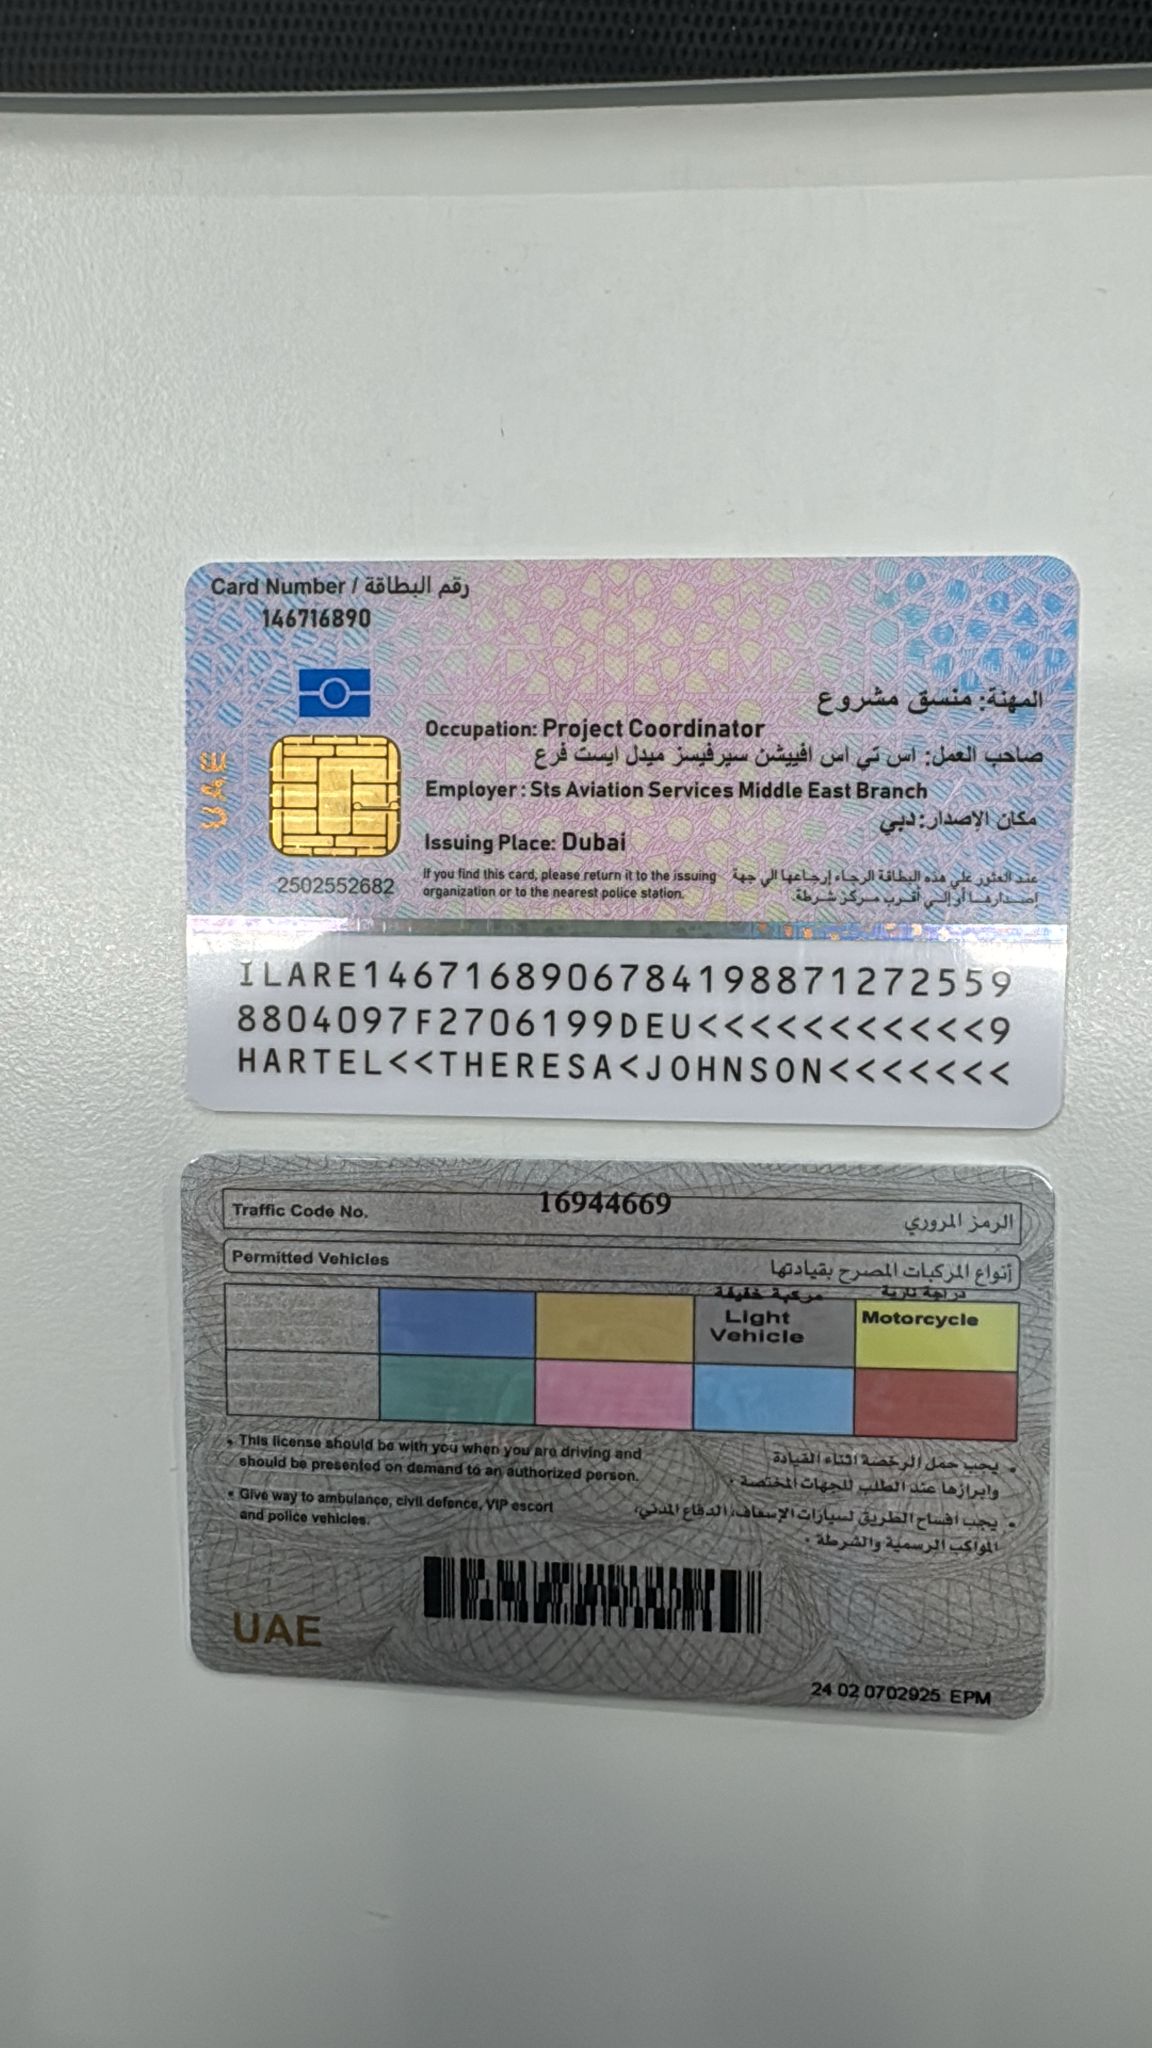 Card Number / رقم البطاقة
146716890
المهنة: منسق مشروع
Occupation: Project Coordinator
صاحب العمل: اس تي اس افييشن سيرفيسز ميدل ايست فرع
Employer: Sts Aviation Services Middle East Branch
مكان الاصدار: دبي
Issuing Place: Dubai
UAE
2502552682
If you find this card, please return it to the issuing
organization or to the nearest police station.
عند العثور علي هذه البطاقة الرجاء إرجاعها الي جهة
إصدارها أو إلي أقرب مركز شرطة.
ILARE1467168906784198871272559
8804097F2706199DEU<<<<<<<<<<<9
HARTEL<<THERESA<JOHNSON<<<<<<<
Traffic Code No. 16944669 الرمز المروري
Permitted Vehicles أنواع المركبات المصرح بقيادتها
مركبة خفيفة دراجة نارية
Light Vehicle Motorcycle
• This license should be with you when you are driving and
should be presented on demand to an authorized person.
• يجب حمل الرخصة اثناء القيادة
وإبرازها عند الطلب للجهات المختصة.
• Give way to ambulance, civil defence, VIP escort
and police vehicles.
• يجب أفساح الطريق لسيارات الإسعاف، الدفاع المدني،
المواكب الرسمية والشرطة.
UAE
24 02 0702925 EPM